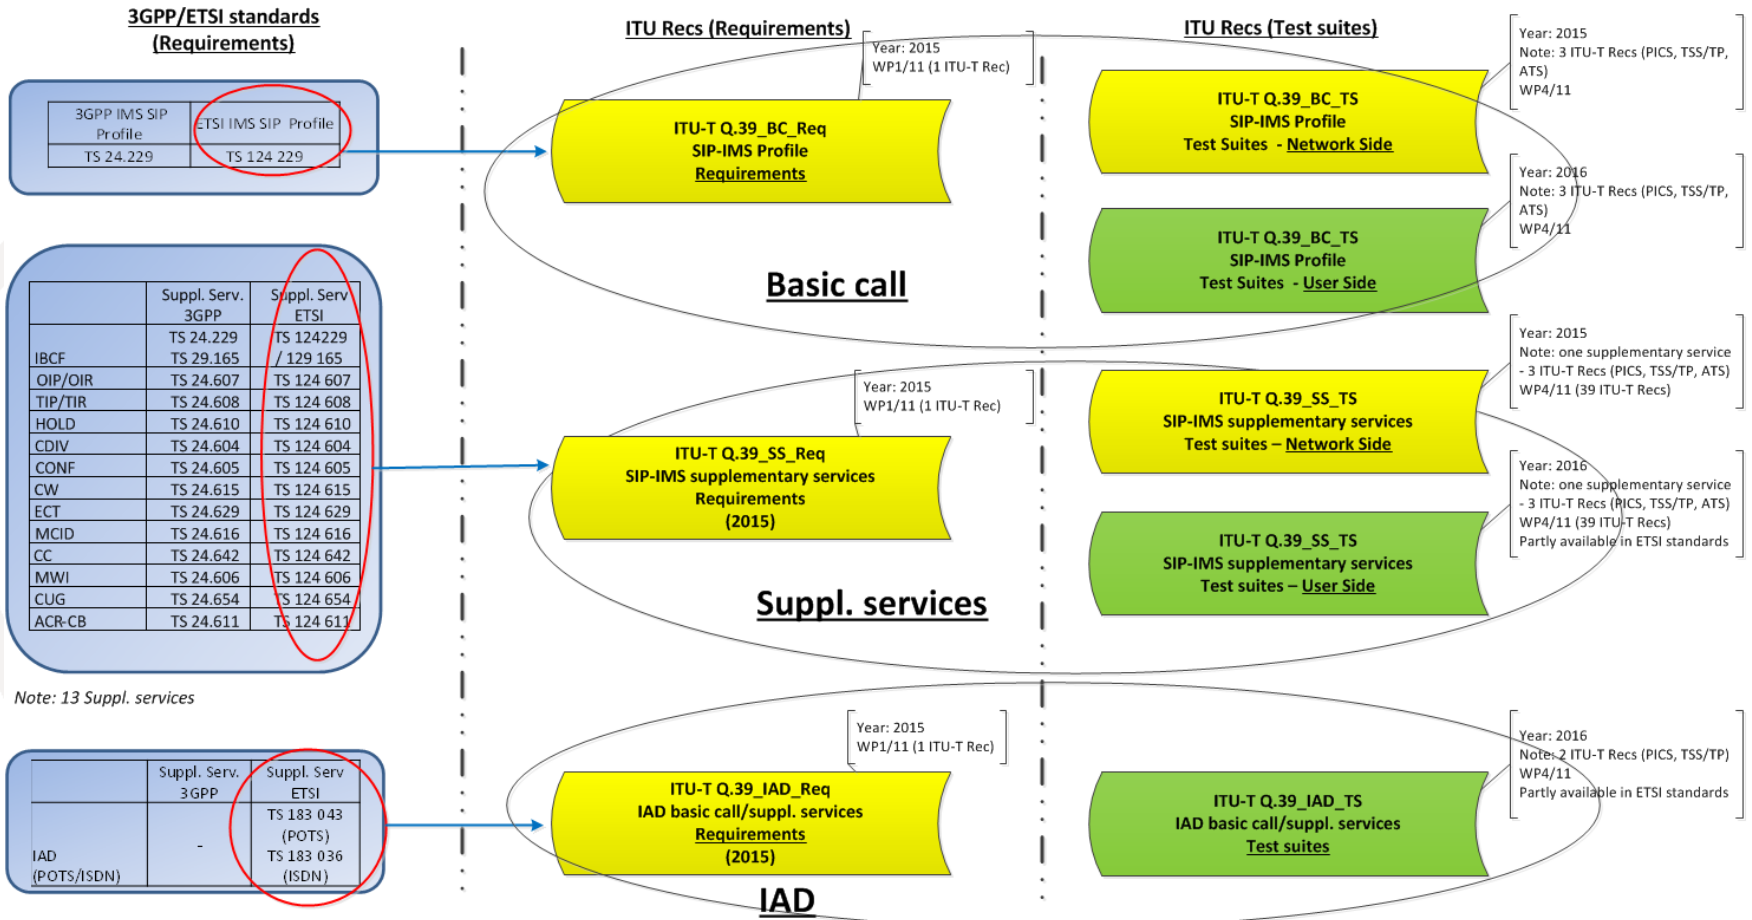 3GPP/ETSI standards
(Requirements)
3GPP IMS SIP Profile
ETSI IMS SIP Profile
TS 24.229
TS 124 229
Suppl. Serv. 3GPP
Suppl. Serv ETSI
IBCF
TS 24.229
TS 29.165
TS 124229
/ 129 165
OIP/OIR TS 24.607 TS 124 607
TIP/TIR TS 24.608 TS 124 608
HOLD TS 24.610 TS 124 610
CDIV TS 24.604 TS 124 604
CONF TS 24.605 TS 124 605
CW TS 24.615 TS 124 615
ECT TS 24.629 TS 124 629
MCID TS 24.616 TS 124 616
CC TS 24.642 TS 124 642
MWI TS 24.606 TS 124 606
CUG TS 24.654 TS 124 654
ACR-CB TS 24.611 TS 124 611
Note: 13 Suppl. services
Suppl. Serv. 3GPP
Suppl. Serv ETSI
IAD
(POTS/ISDN)
-
TS 183 043
(POTS)
TS 183 036
(ISDN)
ITU Recs (Requirements)
Year: 2015
WP1/11 (1 ITU-T Rec)
ITU-T Q.39_BC_Req
SIP-IMS Profile
Requirements
Basic call
Year: 2015
WP1/11 (1 ITU-T Rec)
ITU-T Q.39_SS_Req
SIP-IMS supplementary services
Requirements
(2015)
Suppl. services
Year: 2015
WP1/11 (1 ITU-T Rec)
ITU-T Q.39_IAD_Req
IAD basic call/suppl. services
Requirements
(2015)
IAD
ITU Recs (Test suites)
ITU-T Q.39_BC_TS
SIP-IMS Profile
Test Suites - Network Side
Year: 2015
Note: 3 ITU-T Recs (PICS, TSS/TP,
ATS)
WP4/11
ITU-T Q.39_BC_TS
SIP-IMS Profile
Test Suites - User Side
Year: 2016
Note: 3 ITU-T Recs (PICS, TSS/TP,
ATS)
WP4/11
ITU-T Q.39_SS_TS
SIP-IMS supplementary services
Test suites – Network Side
Year: 2015
Note: one supplementary service
- 3 ITU-T Recs (PICS, TSS/TP, ATS)
WP4/11 (39 ITU-T Recs)
ITU-T Q.39_SS_TS
SIP-IMS supplementary services
Test suites – User Side
Year: 2016
Note: one supplementary service
- 3 ITU-T Recs (PICS, TSS/TP, ATS)
WP4/11 (39 ITU-T Recs)
Partly available in ETSI standards
ITU-T Q.39_IAD_TS
IAD basic call/suppl. services
Test suites
Year: 2016
Note: 2 ITU-T Recs (PICS, TSS/TP)
WP4/11
Partly available in ETSI standards